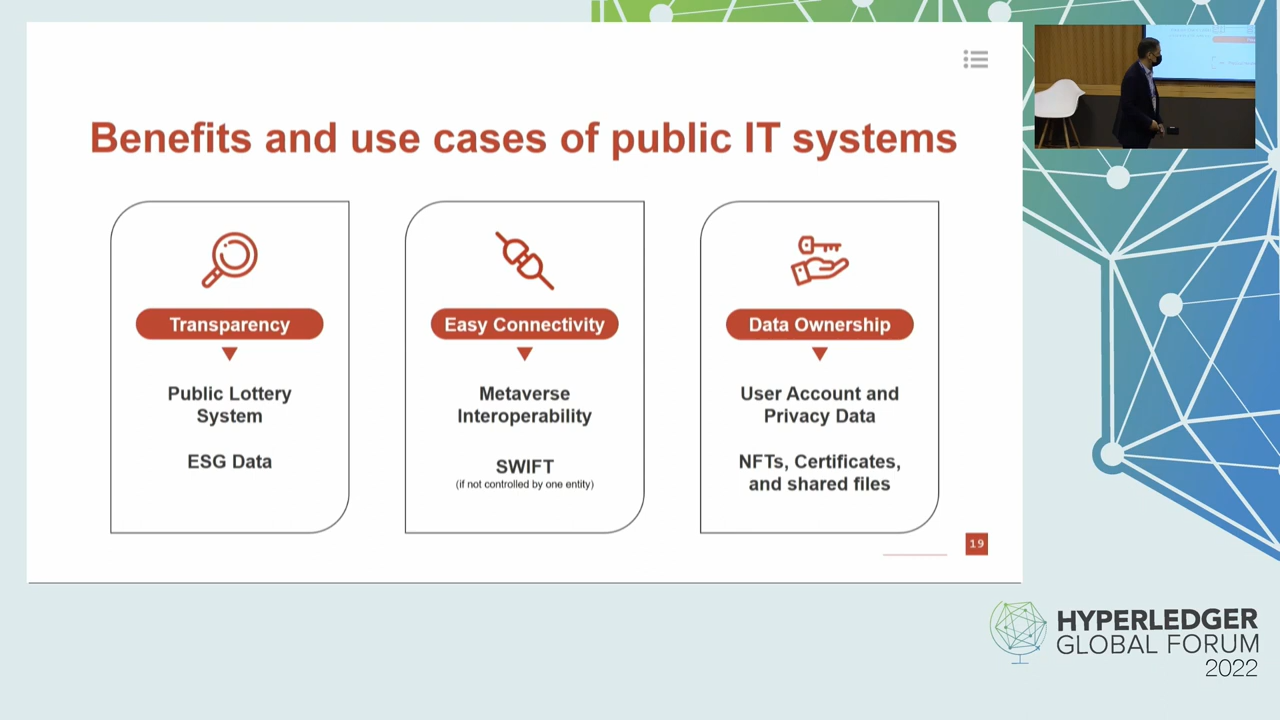 Benefits and use cases of public IT systems
Transparency
Public Lottery
System
ESG Data
Easy Connectivity
Metaverse
Interoperability
SWIFT
(if not controlled by one entity)
Data Ownership
User Account and
Privacy Data
NFTs, Certificates,
and shared files
19
HYPERLEDGER
GLOBAL FORUM
2022